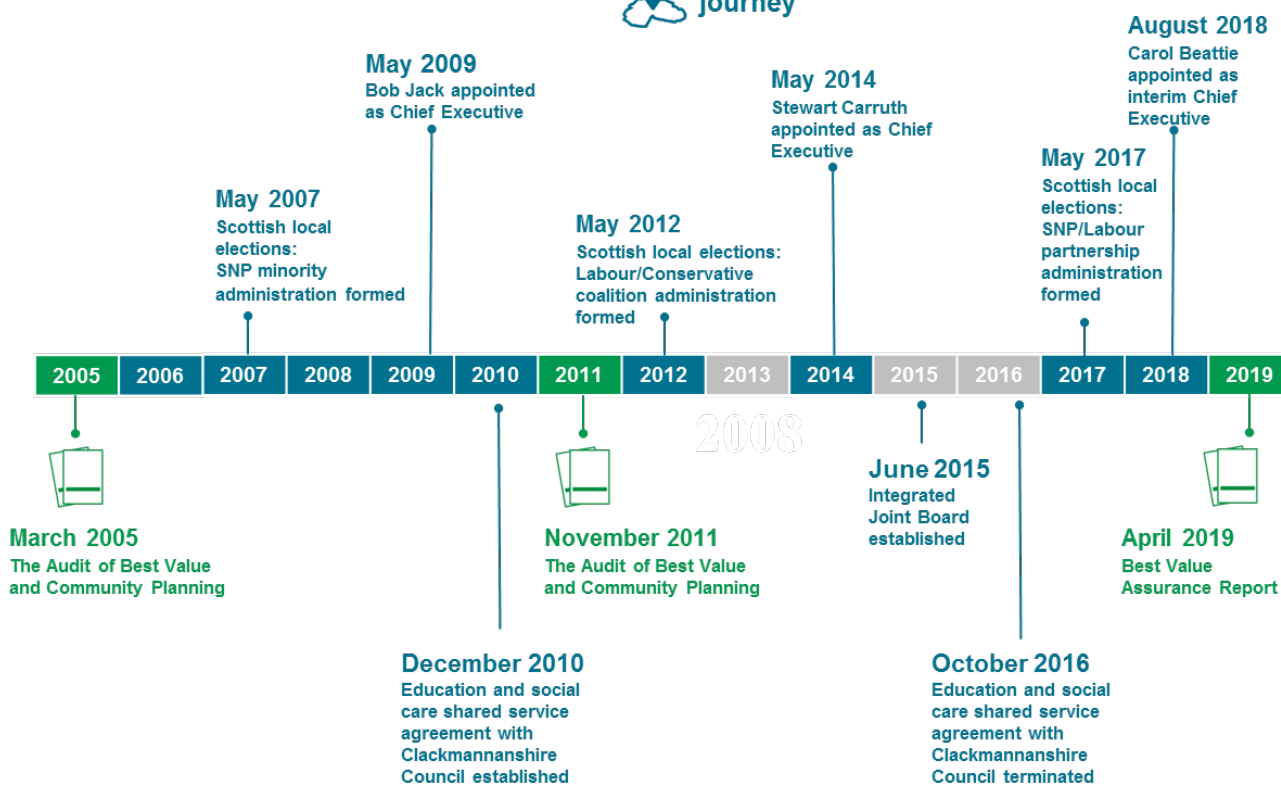 journey
August 2018
Carol Beattie
appointed as
interim Chief
Executive
May 2009
Bob Jack appointed
as Chief Executive
May 2014
Stewart Carruth
appointed as Chief
Executive
May 2017
Scottish local
elections:
SNP/Labour
partnership
administration
formed
May 2007
Scottish local
elections:
SNP minority
administration formed
May 2012
Scottish local elections:
Labour/Conservative
coalition administration
formed
2005 2006 2007 2008 2009 2010 2011 2012 2013 2014 2015 2016 2017 2018 2019
2008
June 2015
Integrated
Joint Board
established
March 2005
The Audit of Best Value
and Community Planning
November 2011
The Audit of Best Value
and Community Planning
April 2019
Best Value
Assurance Report
December 2010
Education and social
care shared service
agreement with
Clackmannanshire
Council established
October 2016
Education and social
care shared service
agreement with
Clackmannanshire
Council terminated